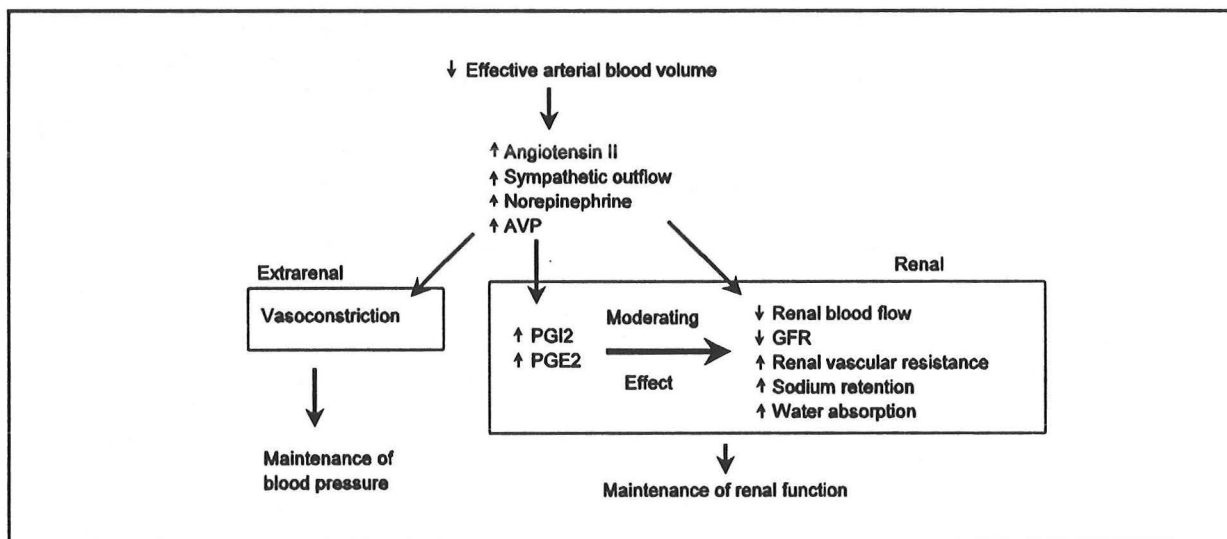 ↓ Effective arterial blood volume
↑ Angiotensin II
↑ Sympathetic outflow
↑ Norepinephrine
↑ AVP
Extrarenal
Vasoconstriction
Maintenance of
blood pressure
Renal
↑ PGI2
↑ PGE2
Moderating
Effect
↓ Renal blood flow
↓ GFR
↑ Renal vascular resistance
↑ Sodium retention
↑ Water absorption
Maintenance of renal function